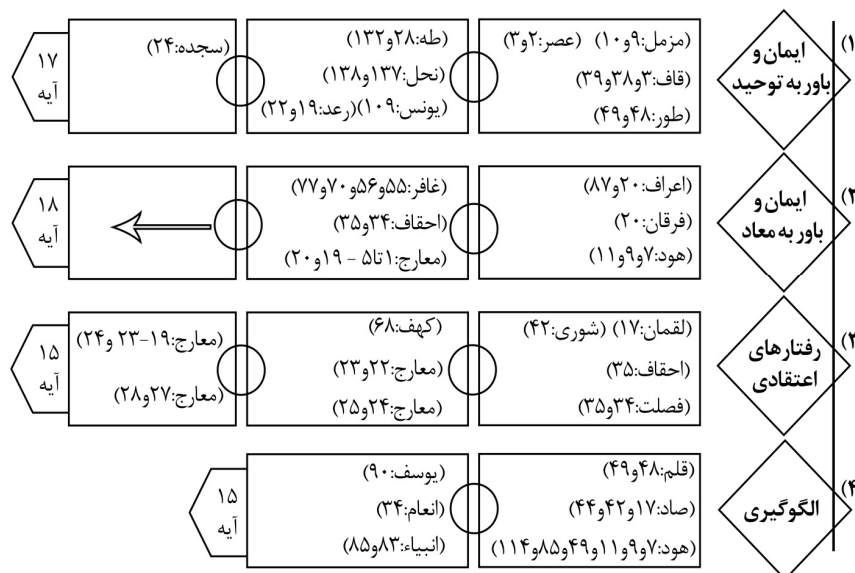 ۱)
ایمان و
باور به توحید
(مزمل:۹و۱۰) (عصر:۲و۳)
(قاف:۳و۳۸و۳۹)
(طور:۴۸و۴۹)
(طه:۲۸و۱۳۲)
(نحل:۱۳۷و۱۳۸)
(یونس:۱۰۹)(رعد:۱۹و۲۲)
(سجده:۲۴)
۱۷
آیه
ایمان و
باور به معاد
(اعراف:۲۰و۸۷)
(فرقان:۲۰)
(هود:۷و۹و۱۱)
(غافر:۵۵و۵۶و۷۰و۷۷)
(احقاف:۳۴و۳۵)
(معارج:۱تا۵ – ۱۹و۲۰)
۱۸
آیه
رفتارهای
اعتقادی
(لقمان:۱۷) (شوری:۴۲)
(احقاف:۳۵)
(فصلت:۳۴و۳۵)
(کهف:۶۸)
(معارج:۲۲و۲۳)
(معارج:۲۴و۲۵)
(معارج:۱۹-۲۳ و۲۴)
(معارج:۲۷و۲۸)
۱۵
آیه
الگوگیری
(قلم:۴۸و۴۹)
(صاد:۱۷و۴۲و۴۴)
(هود:۷و۹و۱۱و۴۹و۸۵و۱۱۴)
(یوسف:۹۰)
(انعام:۳۴)
(انبیاء:۸۳و۸۵)
۱۵
آیه